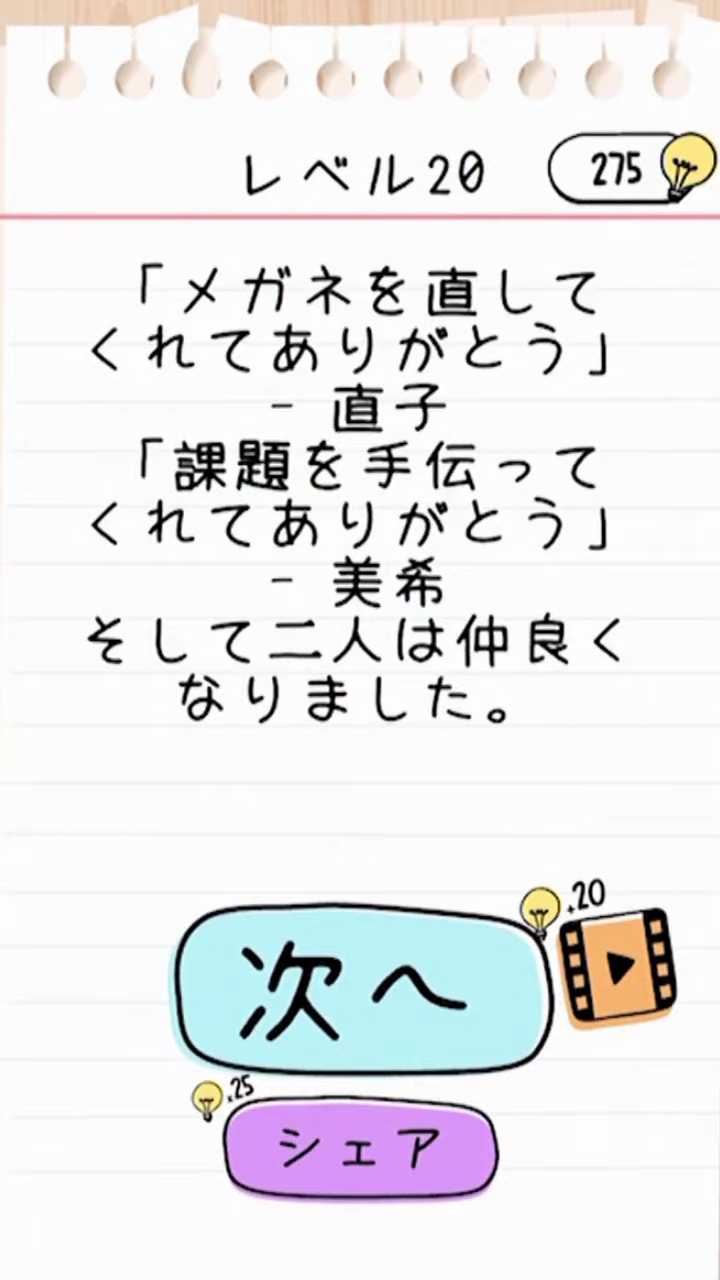 レベル20
275
「メガネを直して
くれてありがとう」
- 直子
「課題を手伝って
くれてありがとう」
- 美希
そして二人は仲良く
なりました。
+20
次へ
+25
シェア